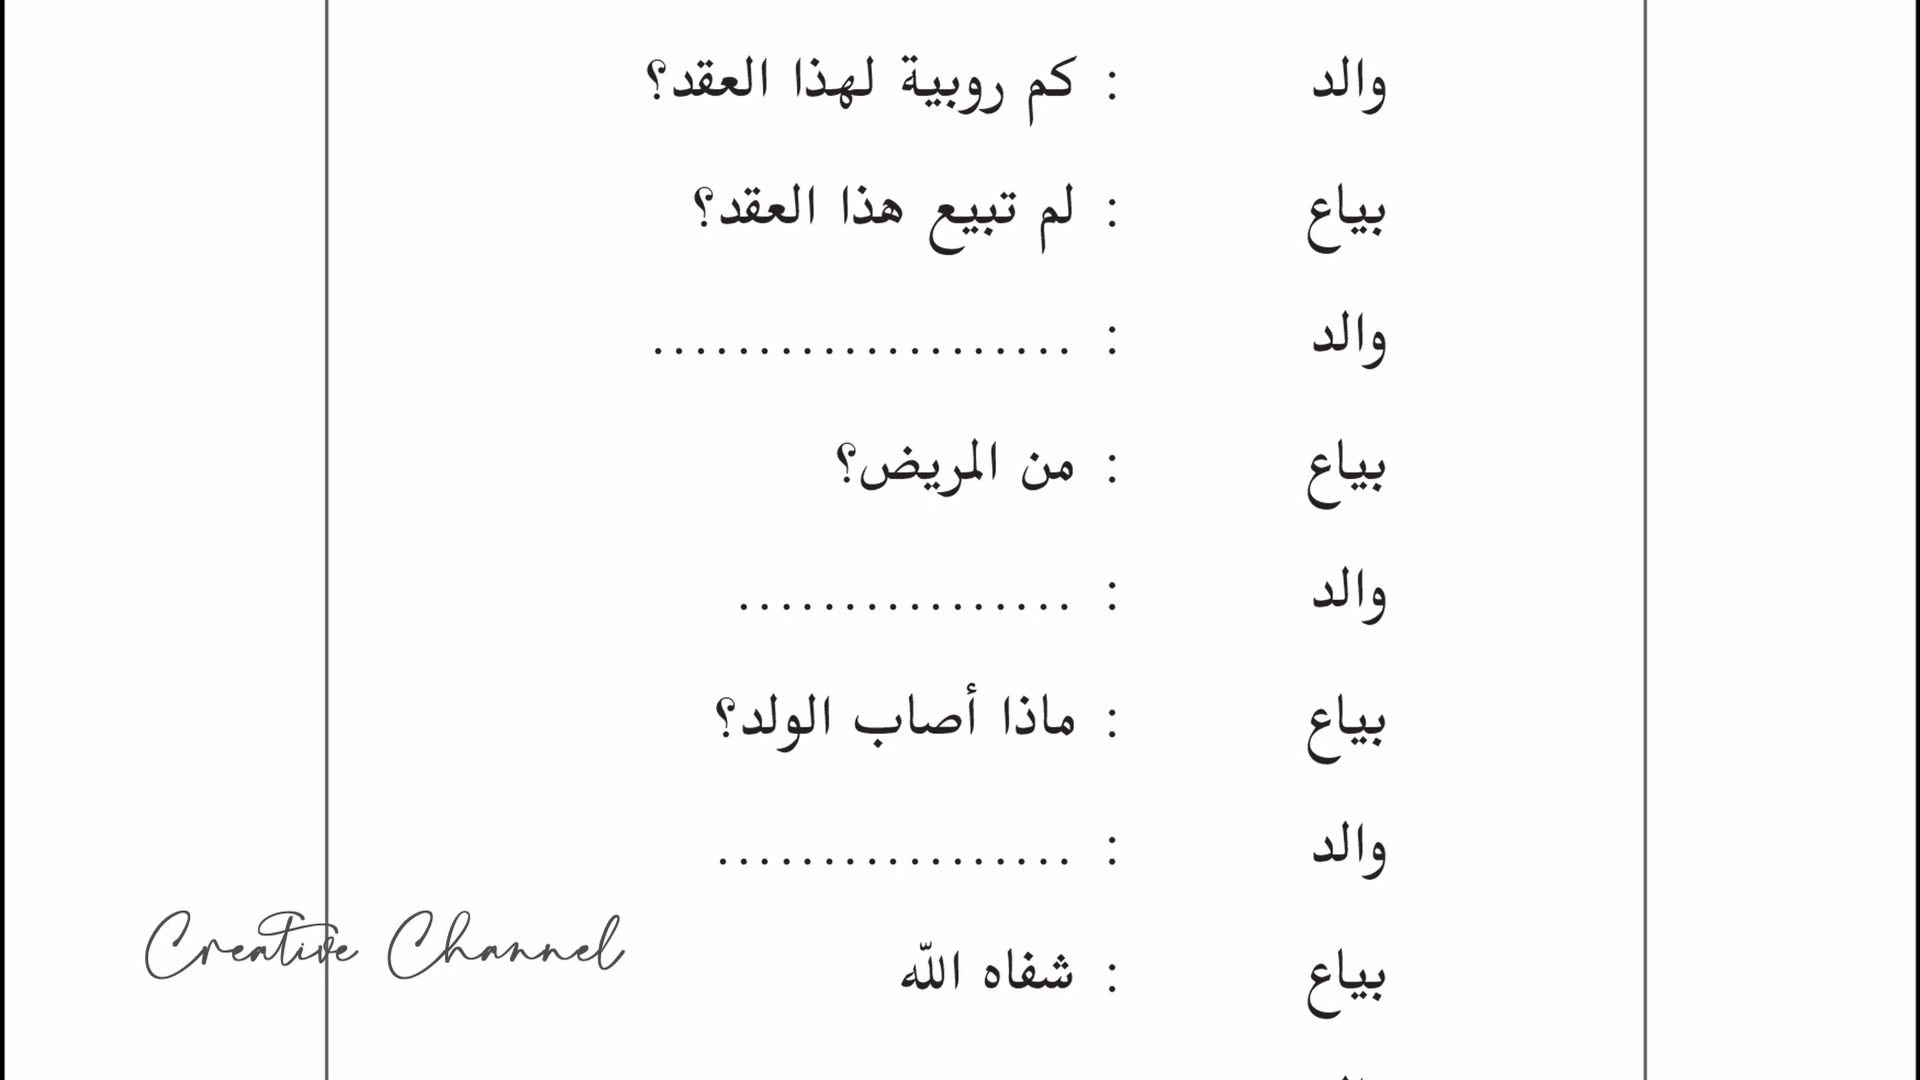 والد : كم روبية لهذا العقد؟
بياع : لم تبيع هذا العقد؟
والد : ....................
بياع : من المريض؟
والد : ................
بياع : ماذا أصاب الولد؟
والد : .................
بياع : شفاه اللّه
Creative Channel